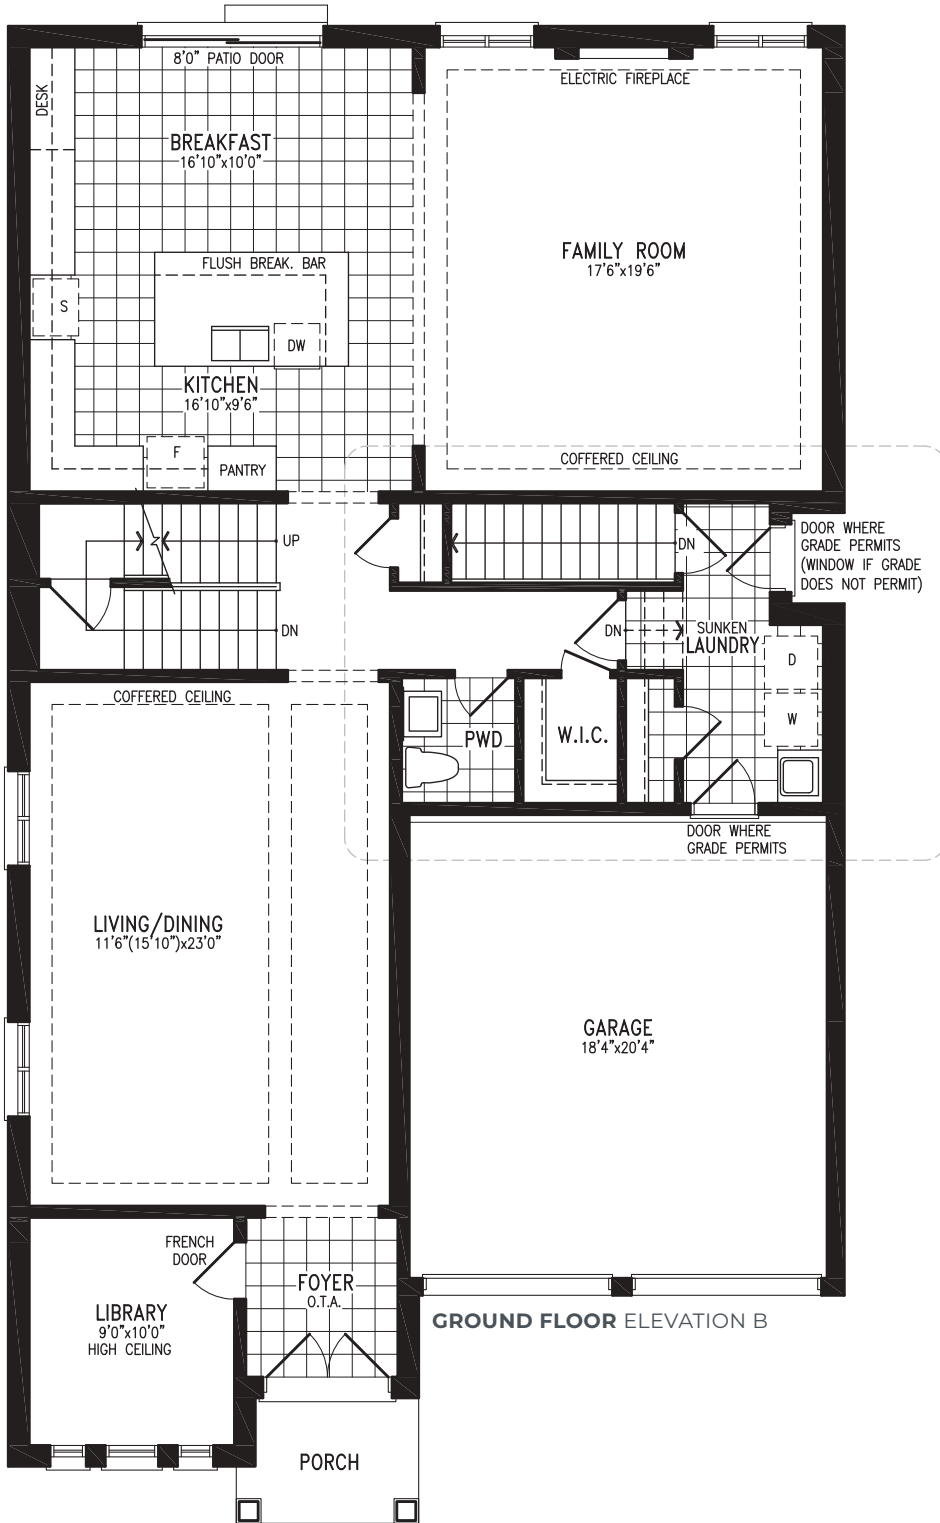 8'0" PATIO DOOR
DESK
BREAKFAST
16'10"x10'0"
ELECTRIC FIREPLACE
FAMILY ROOM
17'6"x19'6"
FLUSH BREAK. BAR
S
DW
KITCHEN
16'10"x9'6"
F
PANTRY
COFFERED CEILING
UP
DN
DN
DOOR WHERE
GRADE PERMITS
(WINDOW IF GRADE
DOES NOT PERMIT)
DN
SUNKEN
LAUNDRY
D
W
COFFERED CEILING
PWD
W.I.C.
DOOR WHERE
GRADE PERMITS
LIVING/DINING
11'6"(15'10")x23'0"
GARAGE
18'4"x20'4"
FRENCH
DOOR
FOYER
O.T.A.
LIBRARY
9'0"x10'0"
HIGH CEILING
GROUND FLOOR ELEVATION B
PORCH